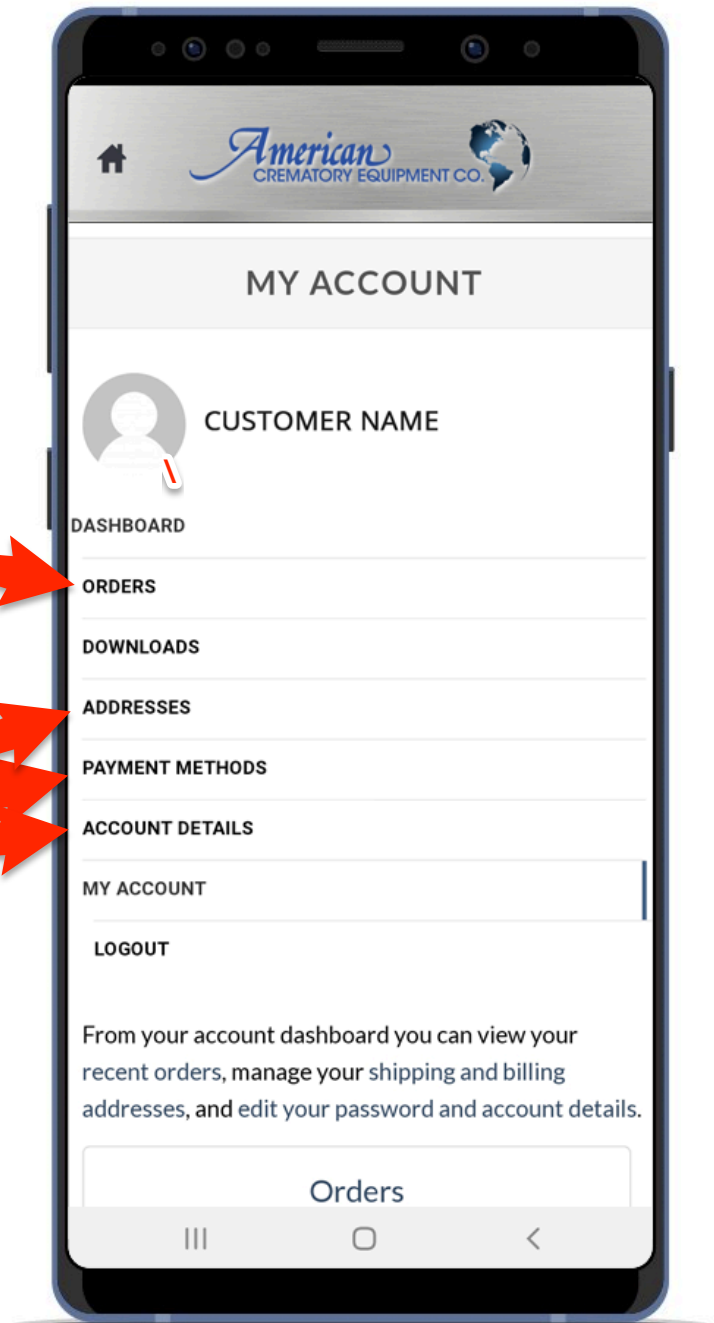 American
CREMATORY EQUIPMENT CO.
MY ACCOUNT
CUSTOMER NAME
DASHBOARD
ORDERS
DOWNLOADS
ADDRESSES
PAYMENT METHODS
ACCOUNT DETAILS
MY ACCOUNT
LOGOUT
From your account dashboard you can view your
recent orders, manage your shipping and billing
addresses, and edit your password and account details.
Orders